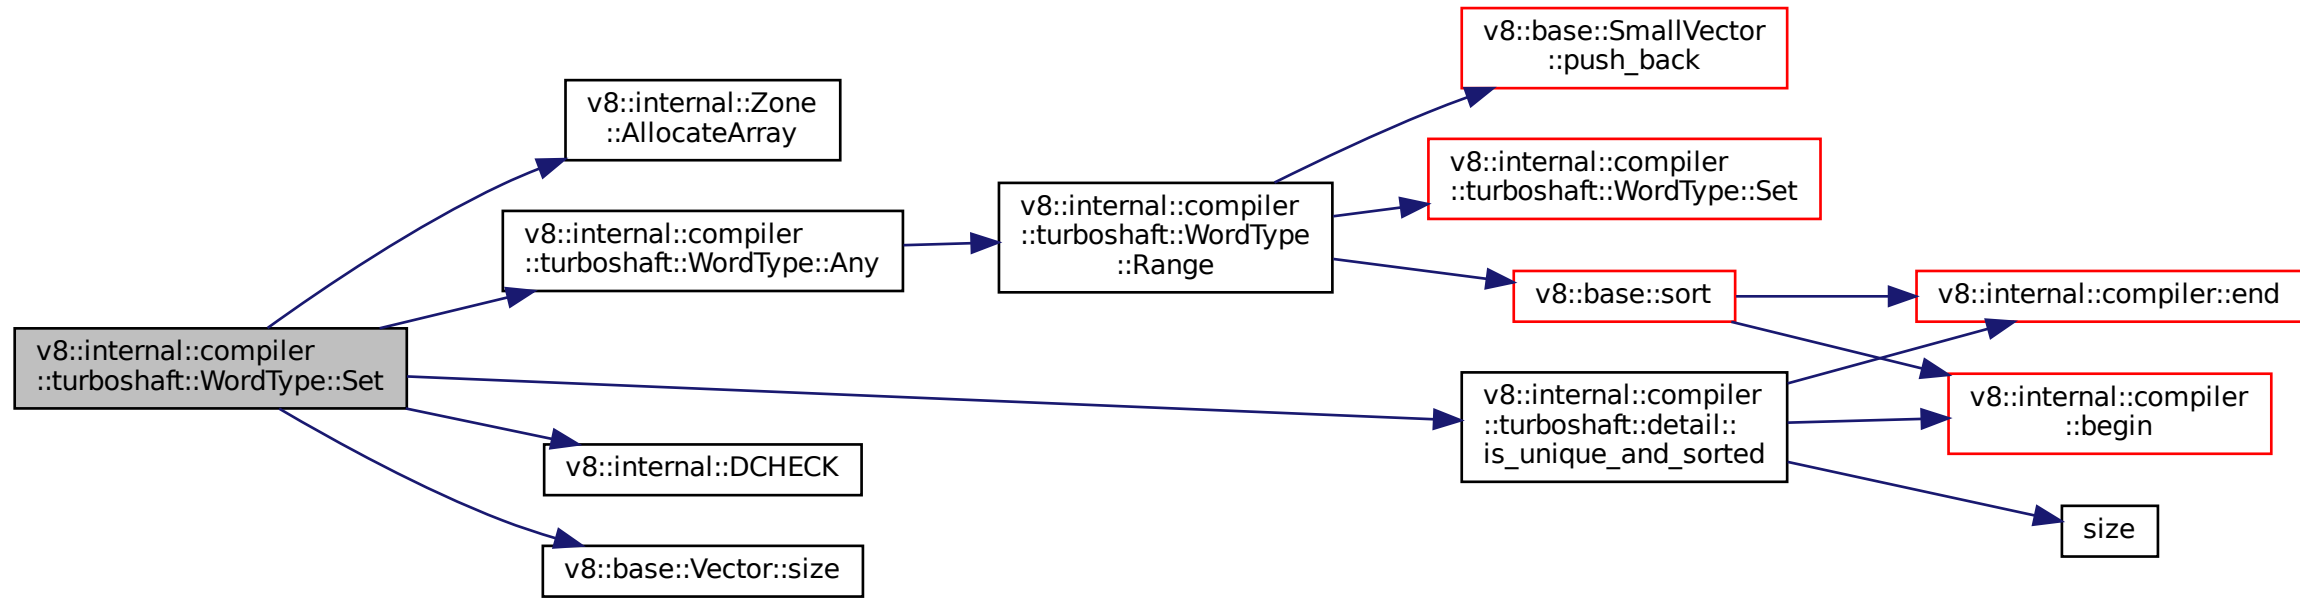 v8::internal::compiler
::turboshaft::WordType::Set
v8::internal::Zone
::AllocateArray
v8::internal::compiler
::turboshaft::WordType::Any
v8::internal::DCHECK
v8::base::Vector::size
v8::internal::compiler
::turboshaft::WordType
::Range
v8::base::SmallVector
::push_back
v8::internal::compiler
::turboshaft::WordType::Set
v8::base::sort
v8::internal::compiler
::turboshaft::detail::
is_unique_and_sorted
v8::internal::compiler::end
v8::internal::compiler
::begin
size